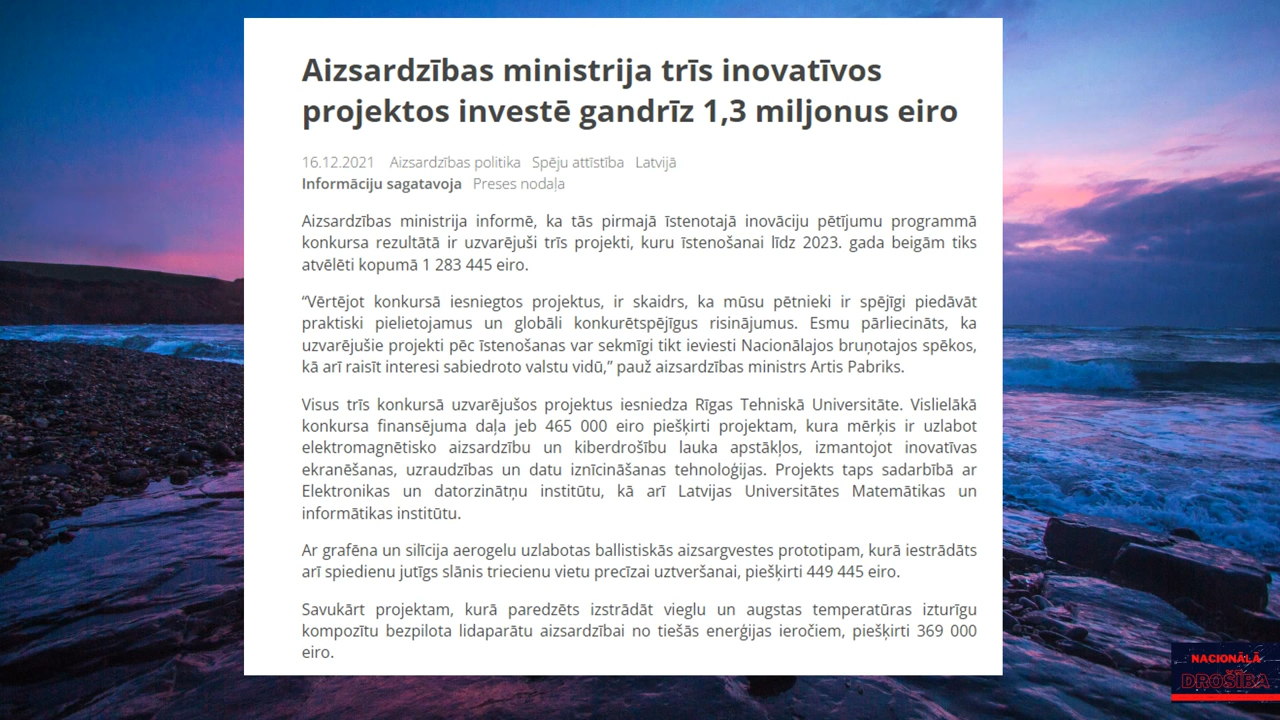 Aizsardzības ministrija trīs inovatīvos
projektos investē gandrīz 1,3 miljonus eiro
16.12.2021 Aizsardzības politika Spēju attīstība Latvijā
Informāciju sagatavoja Preses nodaļa
Aizsardzības ministrija informē, ka tās pirmajā īstenotajā inovāciju pētījumu programmā
konkursa rezultātā ir uzvarējuši trīs projekti, kuru īstenošanai līdz 2023. gada beigām tiks
atvēlēti kopumā 1 283 445 eiro.
“Vērtējot konkursā iesniegtos projektus, ir skaidrs, ka mūsu pētnieki ir spējīgi piedāvāt
praktiski pielietojamus un globāli konkurētspējīgus risinājumus. Esmu pārliecināts, ka
uzvarējušie projekti pēc īstenošanas var sekmīgi tikt ieviesti Nacionālajos bruņotajos spēkos,
kā arī raisīt interesi sabiedroto valstu vidū,” pauž aizsardzības ministrs Artis Pabriks.
Visus trīs konkursā uzvarējušos projektus iesniedza Rīgas Tehniskā Universitāte. Vislielākā
konkursa finansējuma daļa jeb 465 000 eiro piešķirti projektam, kura mērķis ir uzlabot
elektromagnētisko aizsardzību un kiberdrošību lauka apstākļos, izmantojot inovatīvas
ekranēšanas, uzraudzības un datu iznīcināšanas tehnoloģijas. Projekts taps sadarbībā ar
Elektronikas un datorzinātņu institūtu, kā arī Latvijas Universitātes Matemātikas un
informātikas institūtu.
Ar grafēna un silīcija aerogelu uzlabotas ballistiskās aizsargvestes prototipam, kurā iestrādāts
arī spiedienu jutīgs slānis triecienu vietu precīzai uztveršanai, piešķirti 449 445 eiro.
Savukārt projektam, kurā paredzēts izstrādāt vieglu un augstas temperatūras izturīgu
kompozītu bezpilota lidaparātu aizsardzībai no tiešās enerģijas ieročiem, piešķirti 369 000
eiro.
NACIONĀLĀ
DROŠĪBA